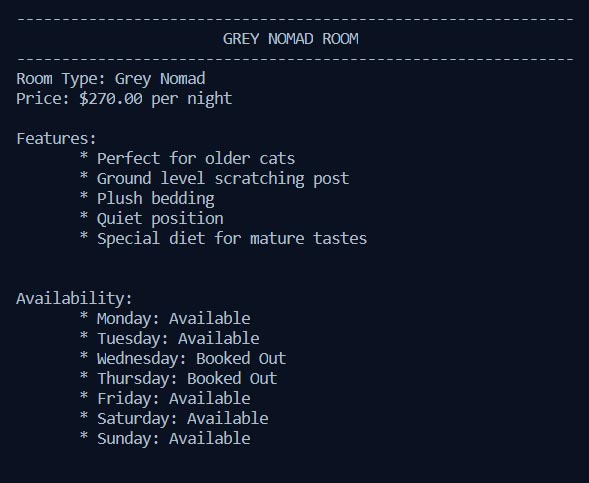 --------------------------------------------------------------
GREY NOMAD ROOM
--------------------------------------------------------------
Room Type: Grey Nomad
Price: $270.00 per night
Features:
* Perfect for older cats
* Ground level scratching post
* Plush bedding
* Quiet position
* Special diet for mature tastes
Availability:
* Monday: Available
* Tuesday: Available
* Wednesday: Booked Out
* Thursday: Booked Out
* Friday: Available
* Saturday: Available
* Sunday: Available